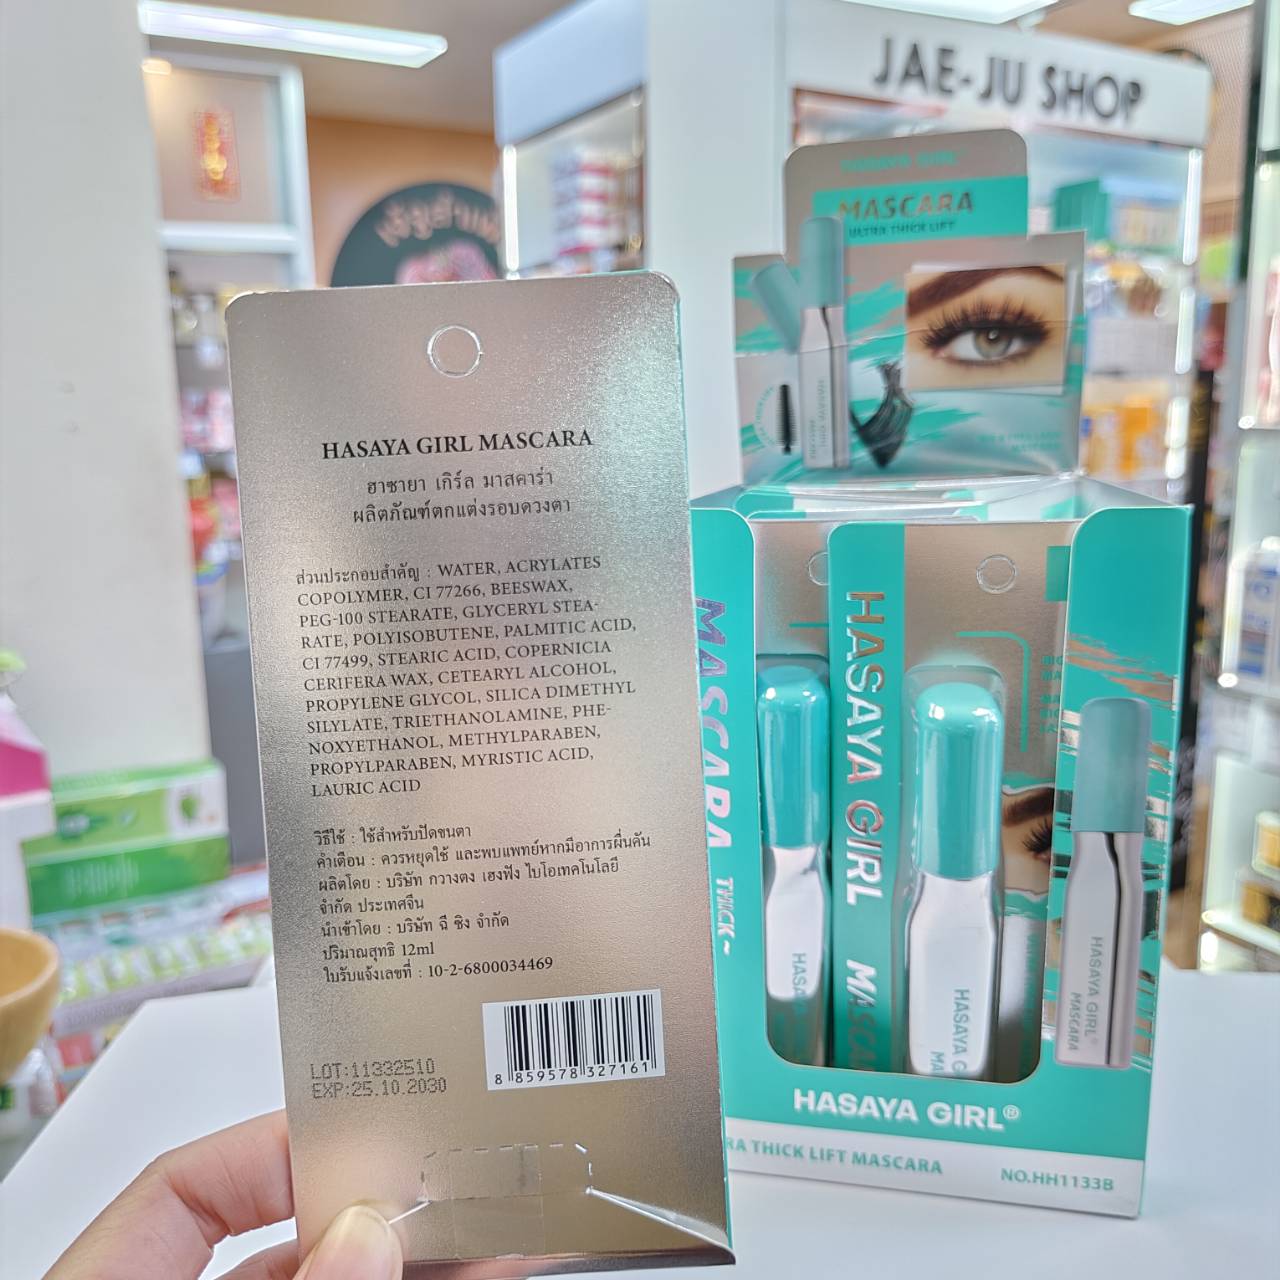 JAE-JU SHOP
HASAYA GIRL
MASCARA
ULTRA THICK LIFT
HASAYA GIRL
MASCARA
HASAYA GIRL MASCARA
ฮาซายา เกิร์ล มาสคาร่า
ผลิตภัณฑ์ตกแต่งรอบดวงตา
ส่วนประกอบสำคัญ : WATER, ACRYLATES
COPOLYMER, CI 77266, BEESWAX,
PEG-100 STEARATE, GLYCERYL STEA-
RATE, POLYISOBUTENE, PALMITIC ACID,
CI 77499, STEARIC ACID, COPERNICIA
CERIFERA WAX, CETEARYL ALCOHOL,
PROPYLENE GLYCOL, SILICA DIMETHYL
SILYLATE, TRIETHANOLAMINE, PHE-
NOXYETHANOL, METHYLPARABEN,
PROPYLPARABEN, MYRISTIC ACID,
LAURIC ACID
วิธีใช้ : ใช้สำหรับปัดขนตา
คำเตือน : ควรหยุดใช้ และพบแพทย์หากมีอาการผื่นคัน
ผลิตโดย : บริษัท กวางตง เฮงฟัง ไบโอเทคโนโลยี
จำกัด ประเทศจีน
นำเข้าโดย : บริษัท ฉี ซิง จำกัด
ปริมาณสุทธิ 12ml
ใบรับแจ้งเลขที่ : 10-2-6800034469
LOT:11332510
EXP:25.10.2030
8 859578 327161
MASCARA THICK~
HASAYA GIRL MASCARA
HASAYA
HASAYA G
MA
HASAYA GIRL®
MASCARA
HASAYA GIRL®
RA THICK LIFT MASCARA
NO.HH1133B